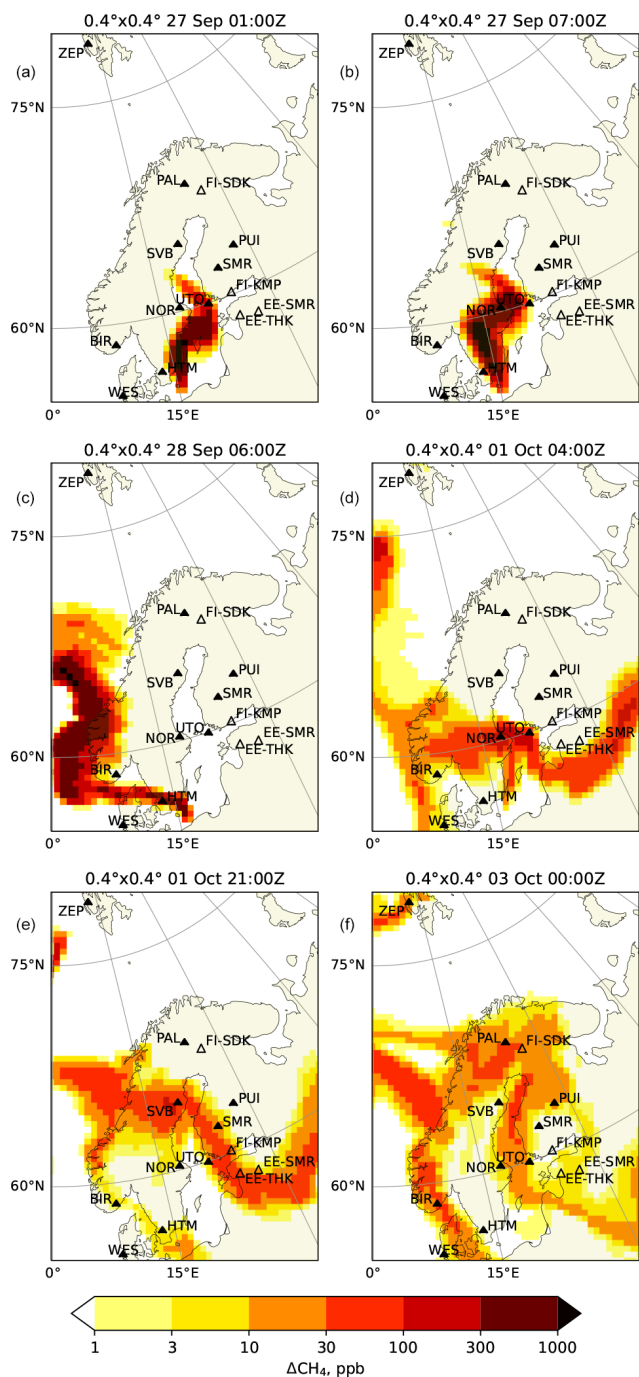 0.4°x0.4° 27 Sep 01:00Z
0.4°x0.4° 27 Sep 07:00Z
(a)
ZEP
75°N
PAL
FI-SDK
SVB
PUI
SMR
FI-KMP
UTO
NOR
EE-SMR
EE-THK
60°N
BIR
HTM
WES
0°
15°E
(b)
ZEP
75°N
PAL
FI-SDK
SVB
PUI
SMR
FI-KMP
UTO
NOR
EE-SMR
EE-THK
60°N
BIR
HTM
WES
0°
15°E
0.4°x0.4° 28 Sep 06:00Z
0.4°x0.4° 01 Oct 04:00Z
(c)
ZEP
75°N
PAL
FI-SDK
SVB
PUI
SMR
FI-KMP
UTO
NOR
EE-SMR
EE-THK
60°N
BIR
HTM
WES
0°
15°E
(d)
ZEP
75°N
PAL
FI-SDK
SVB
PUI
SMR
FI-KMP
UTO
NOR
EE-SMR
EE-THK
60°N
BIR
HTM
WES
0°
15°E
0.4°x0.4° 01 Oct 21:00Z
0.4°x0.4° 03 Oct 00:00Z
(e)
ZEP
75°N
PAL
FI-SDK
SVB
PUI
SMR
FI-KMP
UTO
NOR
EE-SMR
EE-THK
60°N
BIR
HTM
WES
0°
15°E
(f)
ZEP
75°N
PAL
FI-SDK
SVB
PUI
SMR
FI-KMP
UTO
NOR
EE-SMR
EE-THK
60°N
BIR
HTM
WES
0°
15°E
1 3 10 30 100 300 1000
ΔCH₄, ppb